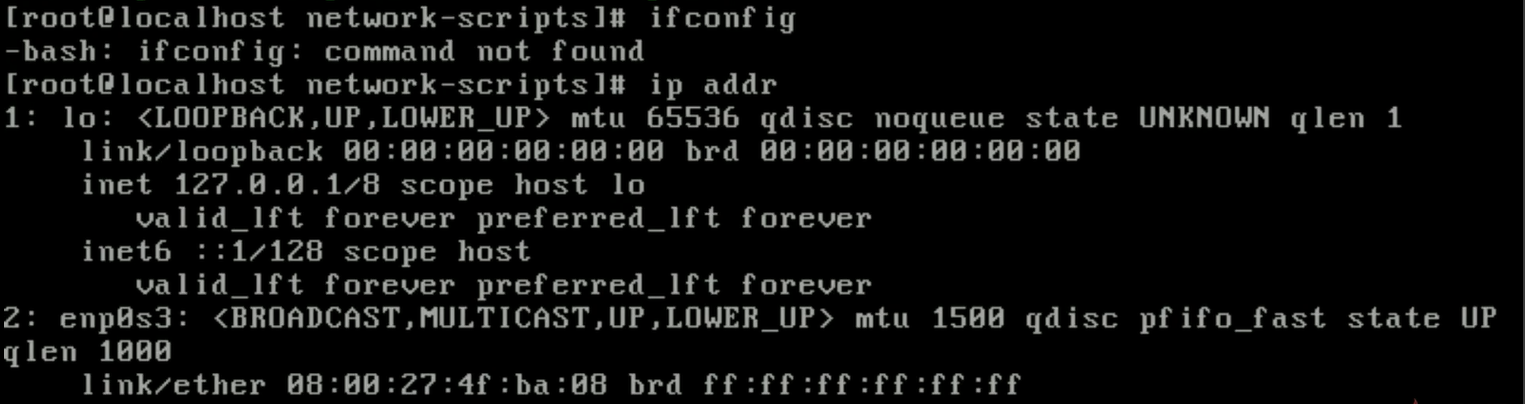 [root@localhost network-scripts]# ifconfig
-bash: ifconfig: command not found
[root@localhost network-scripts]# ip addr
1: lo: <LOOPBACK,UP,LOWER_UP> mtu 65536 qdisc noqueue state UNKNOWN qlen 1
    link/loopback 00:00:00:00:00:00 brd 00:00:00:00:00:00
    inet 127.0.0.1/8 scope host lo
       valid_lft forever preferred_lft forever
    inet6 ::1/128 scope host
       valid_lft forever preferred_lft forever
2: enp0s3: <BROADCAST,MULTICAST,UP,LOWER_UP> mtu 1500 qdisc pfifo_fast state UP
qlen 1000
    link/ether 08:00:27:4f:ba:08 brd ff:ff:ff:ff:ff:ff